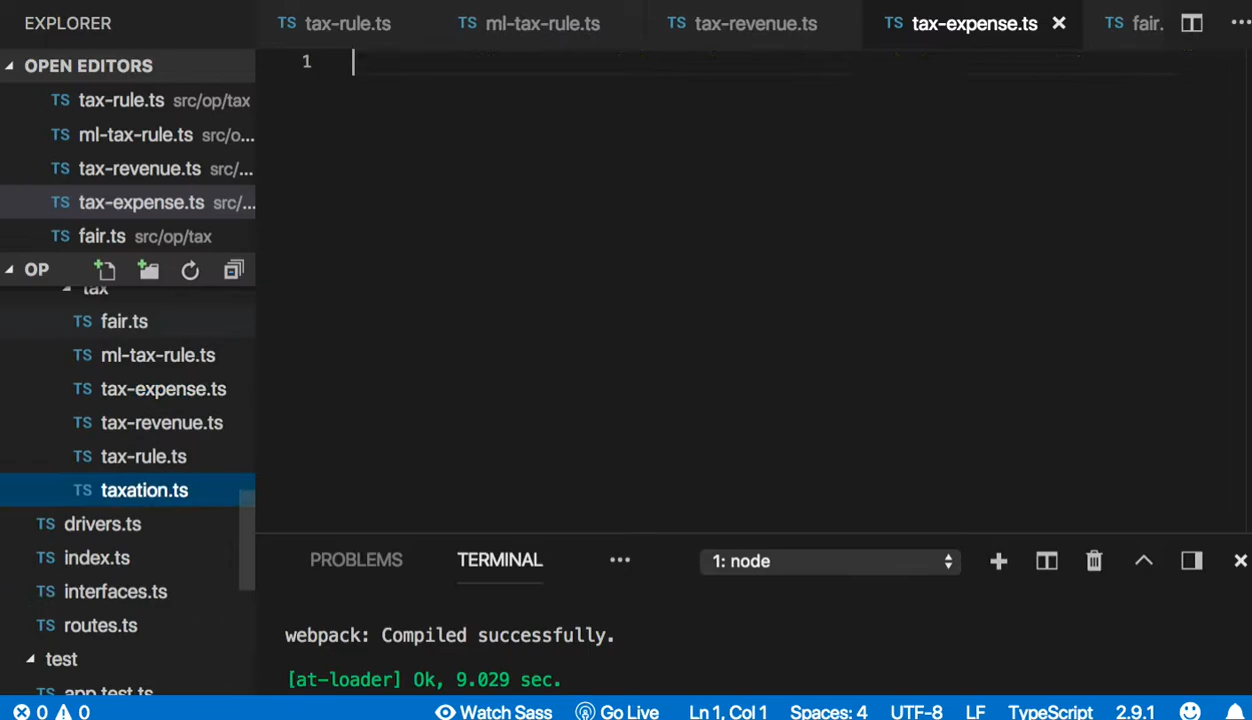 EXPLORER
TS tax-rule.ts TS ml-tax-rule.ts TS tax-revenue.ts TS tax-expense.ts TS fair.
OPEN EDITORS
TS tax-rule.ts src/op/tax
TS ml-tax-rule.ts src/o...
TS tax-revenue.ts src/...
TS tax-expense.ts src/...
TS fair.ts src/op/tax
OP
tax
TS fair.ts
TS ml-tax-rule.ts
TS tax-expense.ts
TS tax-revenue.ts
TS tax-rule.ts
TS taxation.ts
TS drivers.ts
TS index.ts
TS interfaces.ts
TS routes.ts
test
app.test.ts
1
PROBLEMS TERMINAL ... 1: node
webpack: Compiled successfully.
[at-loader] Ok, 9.029 sec.
0 0 Watch Sass Go Live Ln 1, Col 1 Spaces: 4 UTF-8 LF TypeScript 2.9.1